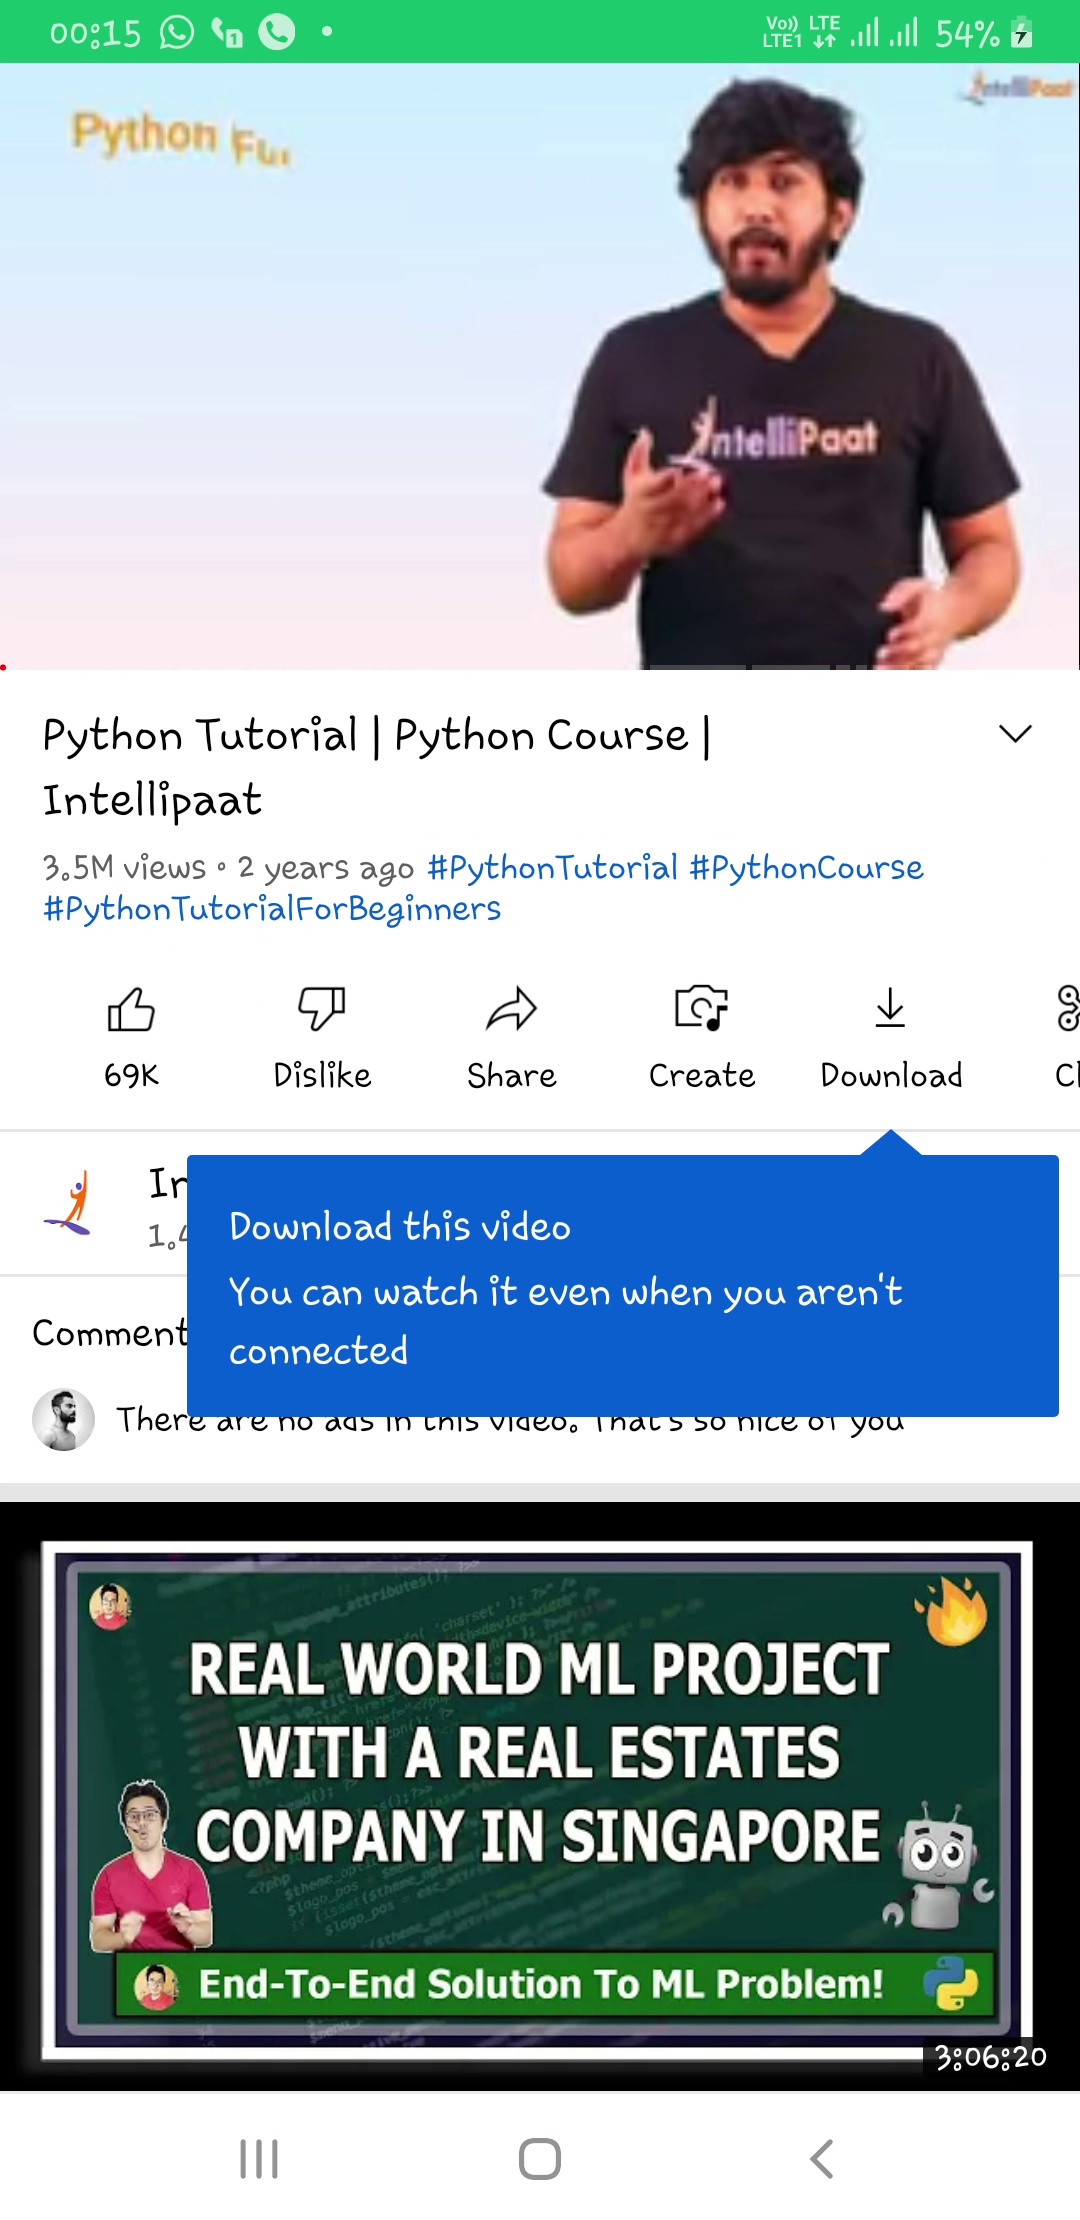 00:15
Vo)) LTE
LTE1
54%
IntelliPaat
Python Fu
IntelliPaat
Python Tutorial | Python Course |
Intellipaat
3.5M views • 2 years ago #PythonTutorial #PythonCourse
#PythonTutorialForBeginners
69K
Dislike
Share
Create
Download
Cl
In
1.4
Download this video
You can watch it even when you aren't
connected
Comment
There are no ads in this video. That's so nice of you
REAL WORLD ML PROJECT
WITH A REAL ESTATES
COMPANY IN SINGAPORE
End-To-End Solution To ML Problem!
3:06:20